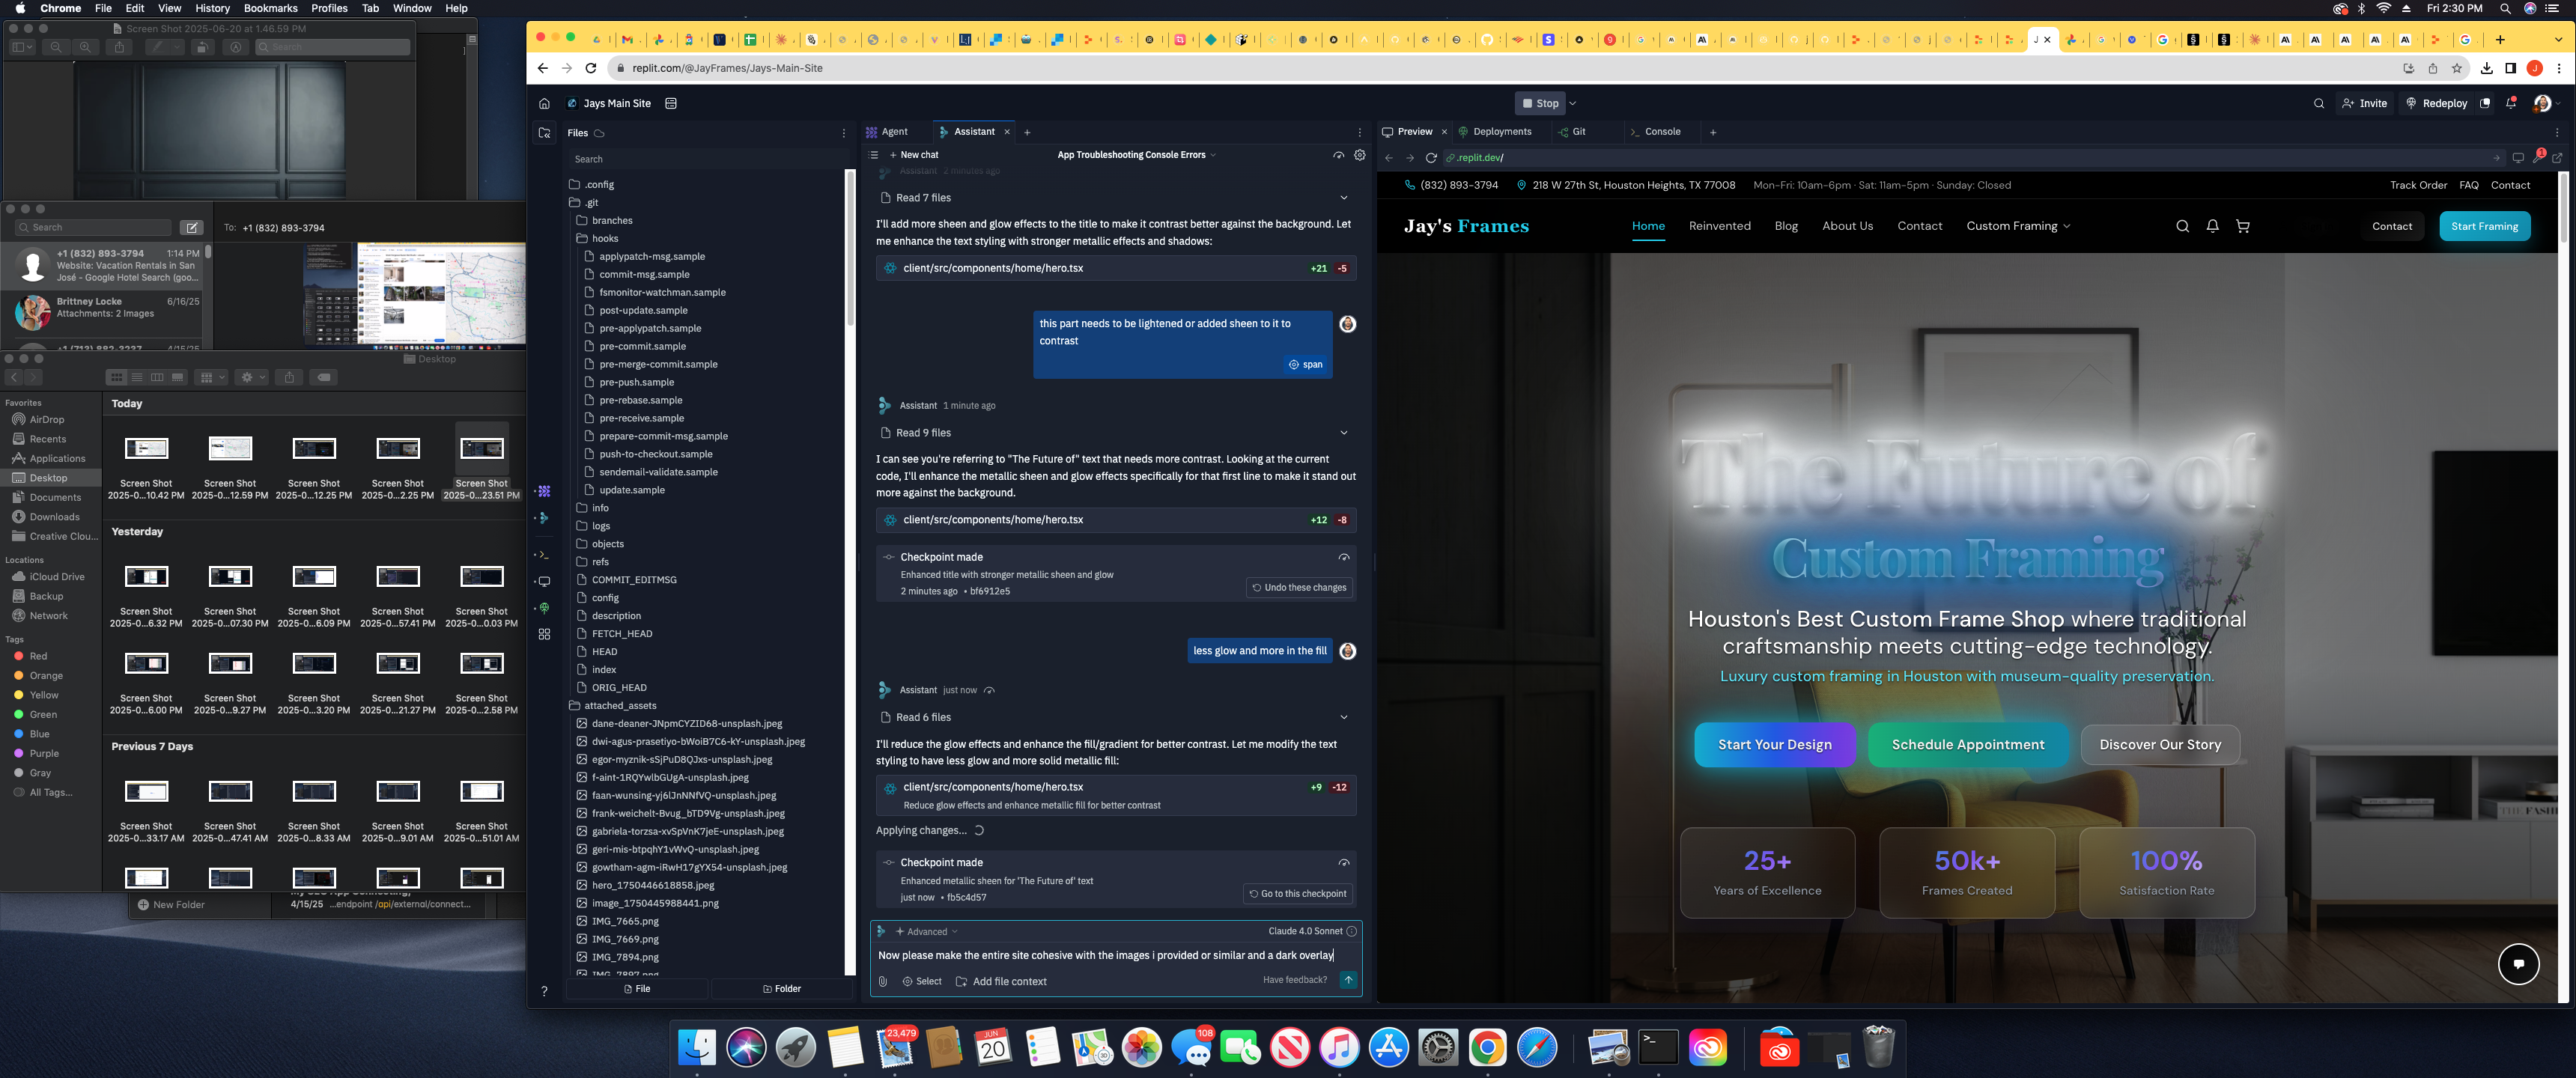 Chrome File Edit View History Bookmarks Profiles Tab Window Help
Fri 2:30 PM
Screen Shot 2025-06-20 at 1.46.59 PM
Search
Search
To: +1 (832) 893-3794
+1 (832) 893-3794 1:14 PM
Website: Vacation Rentals in San
José - Google Hotel Search (goo...
Brittney Locke 6/16/25
Attachments: 2 Images
+1 (713) 882-3237 4/15/25
Desktop
Favorites
AirDrop
Recents
Applications
Desktop
Documents
Downloads
Creative Clou...
Locations
iCloud Drive
Backup
Network
Tags
Red
Orange
Yellow
Green
Blue
Purple
Gray
All Tags...
Today
Screen Shot Screen Shot Screen Shot Screen Shot Screen Shot
2025-0...10.42 PM 2025-0...12.59 PM 2025-0...12.25 PM 2025-0...2.25 PM 2025-0...23.51 PM
Yesterday
Screen Shot Screen Shot Screen Shot Screen Shot Screen Shot
2025-0...6.32 PM 2025-0...07.30 PM 2025-0...6.09 PM 2025-0...57.41 PM 2025-0...0.03 PM
Screen Shot Screen Shot Screen Shot Screen Shot Screen Shot
2025-0...6.00 PM 2025-0...9.27 PM 2025-0...3.20 PM 2025-0...21.27 PM 2025-0...2.58 PM
Previous 7 Days
Screen Shot Screen Shot Screen Shot Screen Shot Screen Shot
2025-0...33.17 AM 2025-0...47.41 AM 2025-0...8.33 AM 2025-0...9.01 AM 2025-0...51.01 AM
New Folder
4/15/25 ...endpoint /api/external/connect...
replit.com/@JayFrames/Jays-Main-Site
Jays Main Site
Stop
Invite
Redeploy
Files
Search
.config
.git
branches
hooks
applypatch-msg.sample
commit-msg.sample
fsmonitor-watchman.sample
post-update.sample
pre-applypatch.sample
pre-commit.sample
pre-merge-commit.sample
pre-push.sample
pre-rebase.sample
pre-receive.sample
prepare-commit-msg.sample
push-to-checkout.sample
sendemail-validate.sample
update.sample
info
logs
objects
refs
COMMIT_EDITMSG
config
description
FETCH_HEAD
HEAD
index
ORIG_HEAD
attached_assets
dane-deaner-JNpmCYZID68-unsplash.jpeg
dwi-agus-prasetiyo-bWoiB7C6-kY-unsplash.jpeg
egor-myznik-sSjPuD8QJxs-unsplash.jpeg
f-aint-1RQYwlbGUgA-unsplash.jpeg
faan-wunsing-yj6lJnNNfVQ-unsplash.jpeg
frank-weichelt-Bvug_bTD9Vg-unsplash.jpeg
gabriela-torzsa-xvSpVnK7jeE-unsplash.jpeg
geri-mis-btpqhY1vWvQ-unsplash.jpeg
gowtham-agm-iRwH17gYX54-unsplash.jpeg
hero_1750446618858.jpeg
image_1750445988441.png
IMG_7665.png
IMG_7669.png
IMG_7894.png
IMG_7897.png
File
Folder
Agent
Assistant
New chat
App Troubleshooting Console Errors
Assistant 2 minutes ago
Read 7 files
I'll add more sheen and glow effects to the title to make it contrast better against the background. Let
me enhance the text styling with stronger metallic effects and shadows:
client/src/components/home/hero.tsx +21 -5
this part needs to be lightened or added sheen to it to
contrast
span
Assistant 1 minute ago
Read 9 files
I can see you're referring to "The Future of" text that needs more contrast. Looking at the current
code, I'll enhance the metallic sheen and glow effects specifically for that first line to make it stand out
more against the background.
client/src/components/home/hero.tsx +12 -8
Checkpoint made
Enhanced title with stronger metallic sheen and glow
2 minutes ago • bf6912e5
Undo these changes
less glow and more in the fill
Assistant just now
Read 6 files
I'll reduce the glow effects and enhance the fill/gradient for better contrast. Let me modify the text
styling to have less glow and more solid metallic fill:
client/src/components/home/hero.tsx +9 -12
Reduce glow effects and enhance metallic fill for better contrast
Applying changes...
Checkpoint made
Enhanced metallic sheen for 'The Future of' text
just now • fb5c4d57
Go to this checkpoint
Advanced
Claude 4.0 Sonnet
Now please make the entire site cohesive with the images i provided or similar and a dark overlay
Select
Add file context
Have feedback?
Preview
Deployments
Git
Console
.replit.dev/
1
(832) 893-3794
218 W 27th St, Houston Heights, TX 77008
Mon-Fri: 10am-6pm · Sat: 11am-5pm · Sunday: Closed
Track Order FAQ Contact
Jay's Frames
Home Reinvented Blog About Us Contact Custom Framing
Contact
Start Framing
The Future of
Custom Framing
Houston's Best Custom Frame Shop where traditional
craftsmanship meets cutting-edge technology.
Luxury custom framing in Houston with museum-quality preservation.
Start Your Design
Schedule Appointment
Discover Our Story
25+ 50k+ 100%
Years of Excellence Frames Created Satisfaction Rate
23,479
JUN
20
108